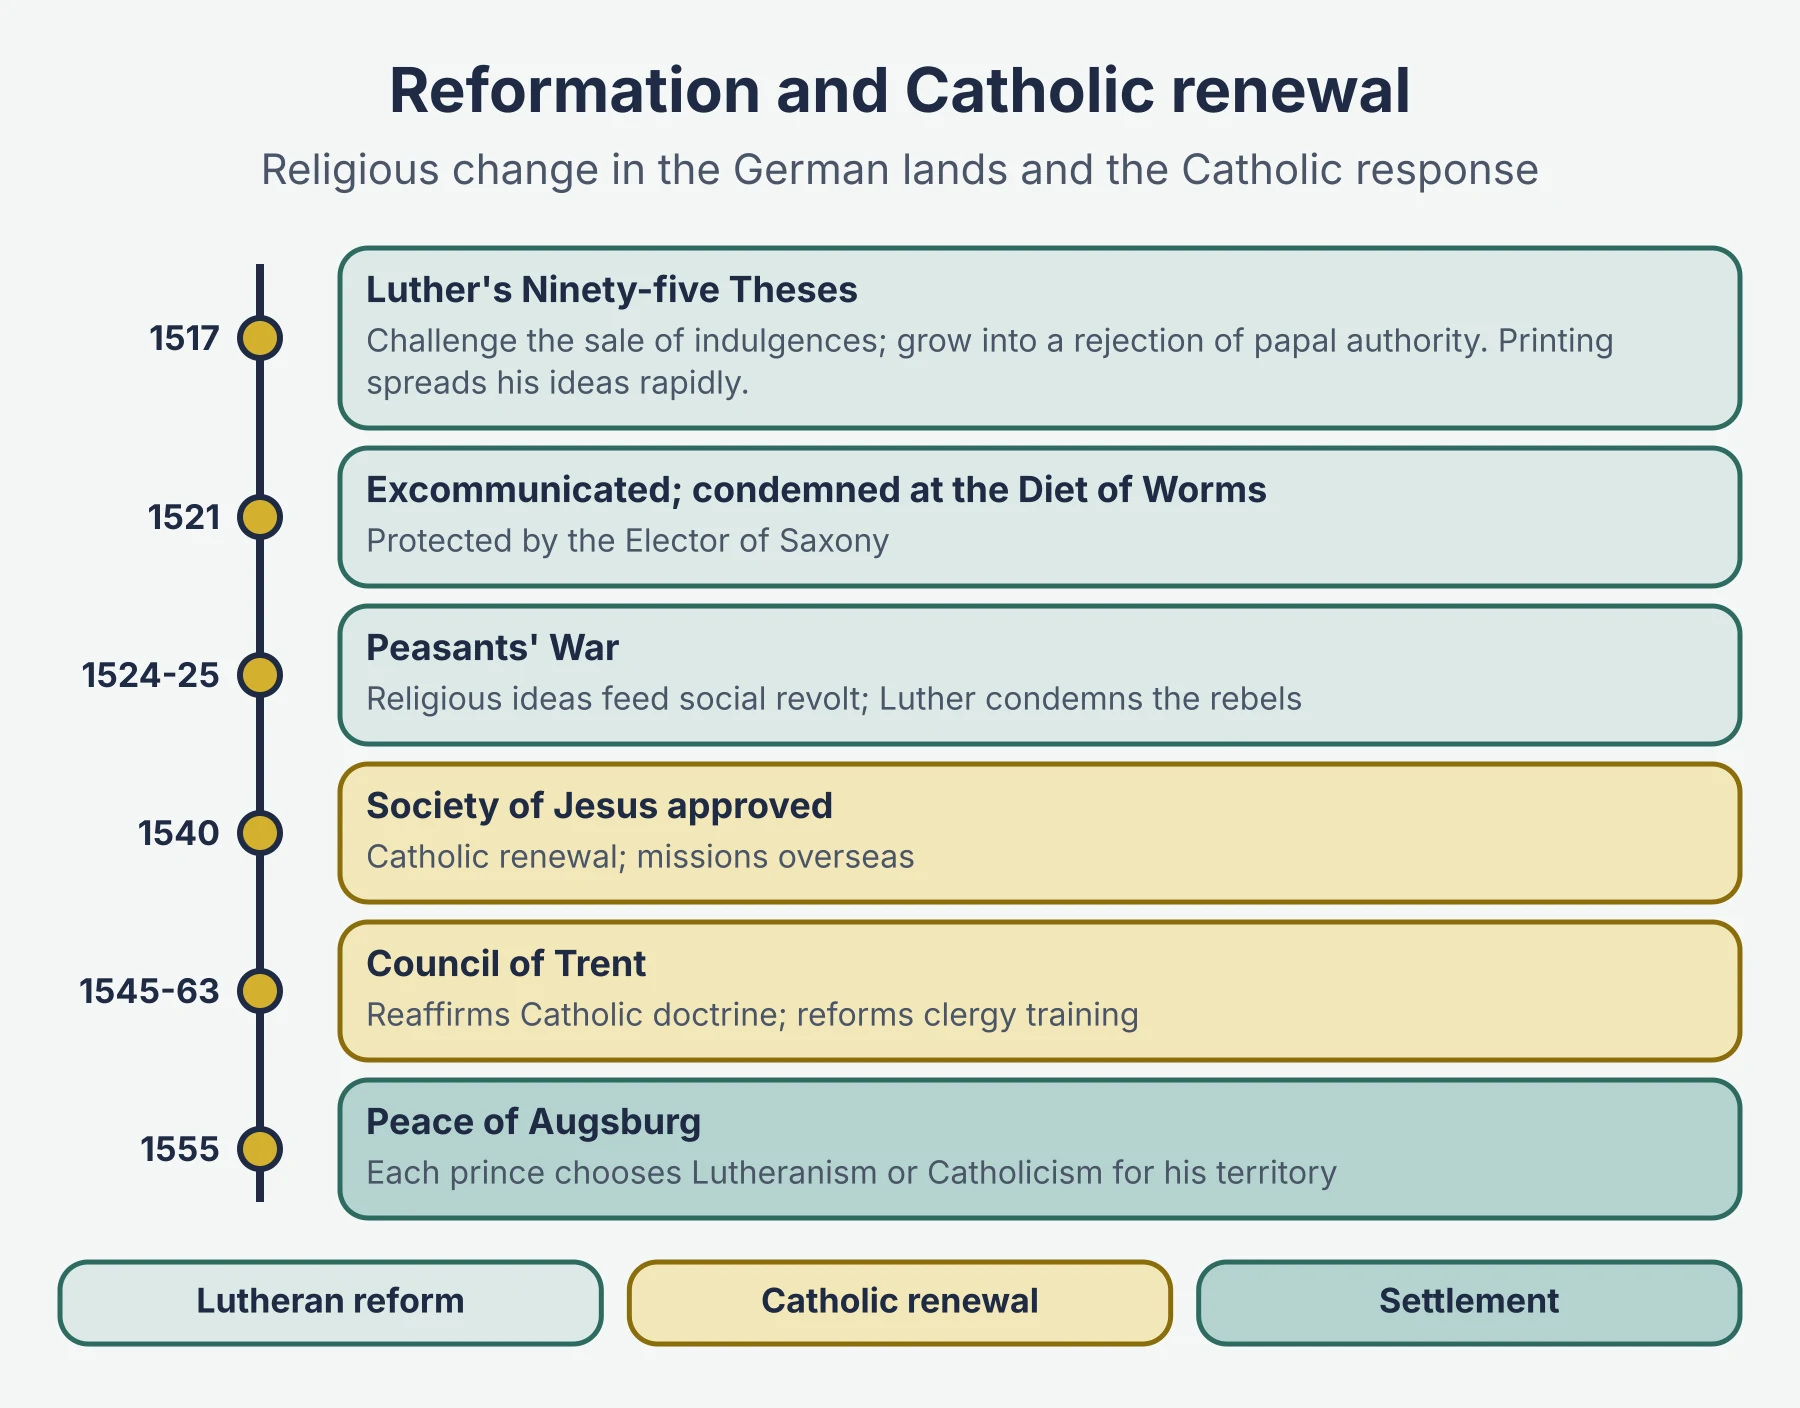 Reformation and Catholic renewal
Religious change in the German lands and the Catholic response
1517
Luther's Ninety-five Theses
Challenge the sale of indulgences; grow into a rejection of papal authority. Printing
spreads his ideas rapidly.
1521
Excommunicated; condemned at the Diet of Worms
Protected by the Elector of Saxony
1524-25
Peasants' War
Religious ideas feed social revolt; Luther condemns the rebels
1540
Society of Jesus approved
Catholic renewal; missions overseas
1545-63
Council of Trent
Reaffirms Catholic doctrine; reforms clergy training
1555
Peace of Augsburg
Each prince chooses Lutheranism or Catholicism for his territory
Lutheran reform
Catholic renewal
Settlement